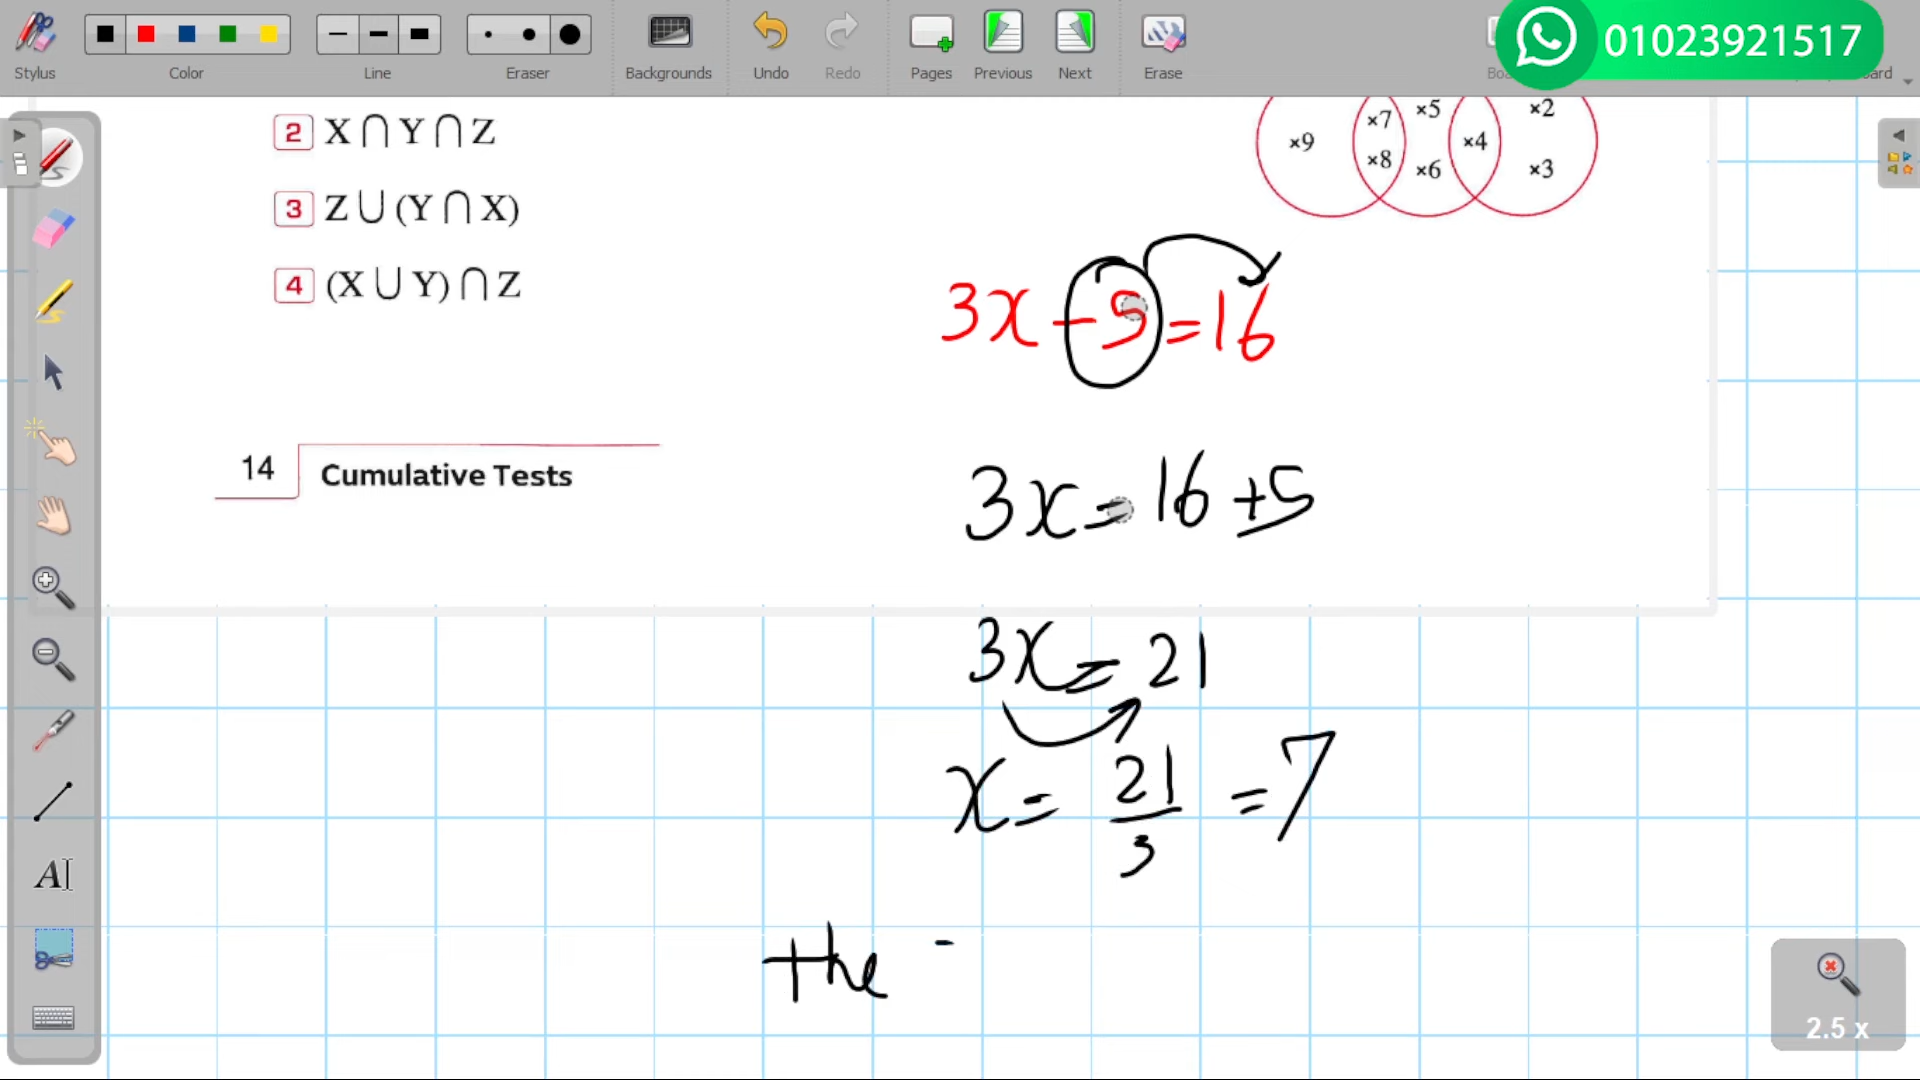 Stylus
Color
Line
Eraser
Backgrounds
Undo
Redo
Pages
Previous
Next
Erase
01023921517
2 X ∩ Y ∩ Z
3 Z ∪ (Y ∩ X)
4 (X ∪ Y) ∩ Z
×9
×7
×8
×5
×6
×4
×2
×3
3x - 5 = 16
14 Cumulative Tests
3x = 16 + 5
3x = 21
x = 21/3 = 7
the
2.5 x